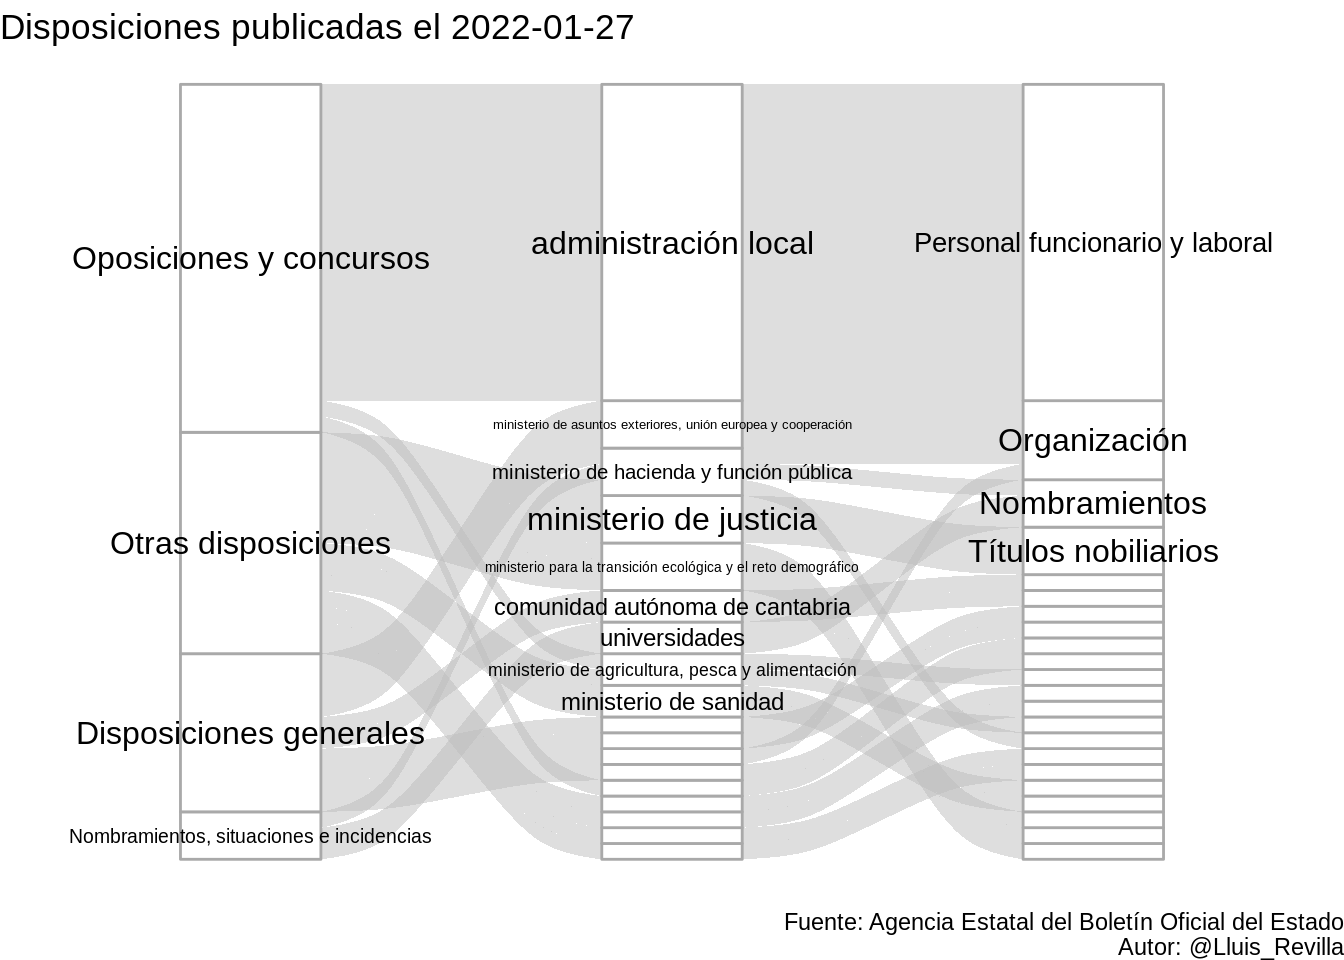 Disposiciones publicadas el 2022-01-27
Oposiciones y concursos
Otras disposiciones
Disposiciones generales
Nombramientos, situaciones e incidencias
administración local
ministerio de asuntos exteriores, unión europea y cooperación
ministerio de hacienda y función pública
ministerio de justicia
ministerio para la transición ecológica y el reto demográfico
comunidad autónoma de cantabria
universidades
ministerio de agricultura, pesca y alimentación
ministerio de sanidad
Personal funcionario y laboral
Organización
Nombramientos
Títulos nobiliarios
Fuente: Agencia Estatal del Boletín Oficial del Estado
Autor: @Lluis_Revilla